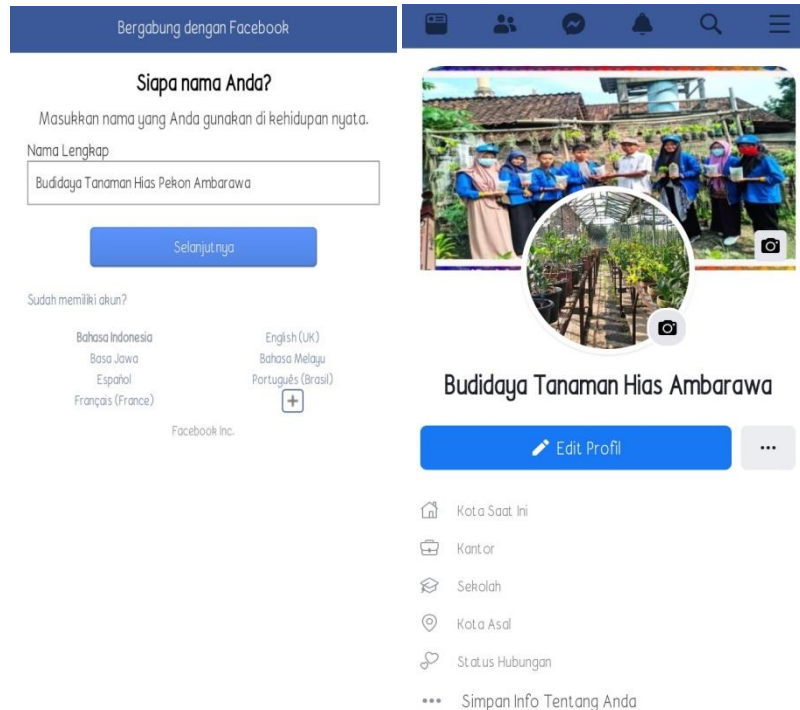 Bergabung dengan Facebook
Siapa nama Anda?
Masukkan nama yang Anda gunakan di kehidupan nyata.
Nama Lengkap
Budidaya Tanaman Hias Pekon Ambarawa
Selanjutnya
Sudah memiliki akun?
Bahasa Indonesia
English (UK)
Basa Jawa
Bahasa Melayu
Español
Português (Brasil)
Français (France)
Facebook Inc.
Budidaya Tanaman Hias Ambarawa
Edit Profil
Kota Saat Ini
Kantor
Sekolah
Kota Asal
Status Hubungan
Simpan Info Tentang Anda